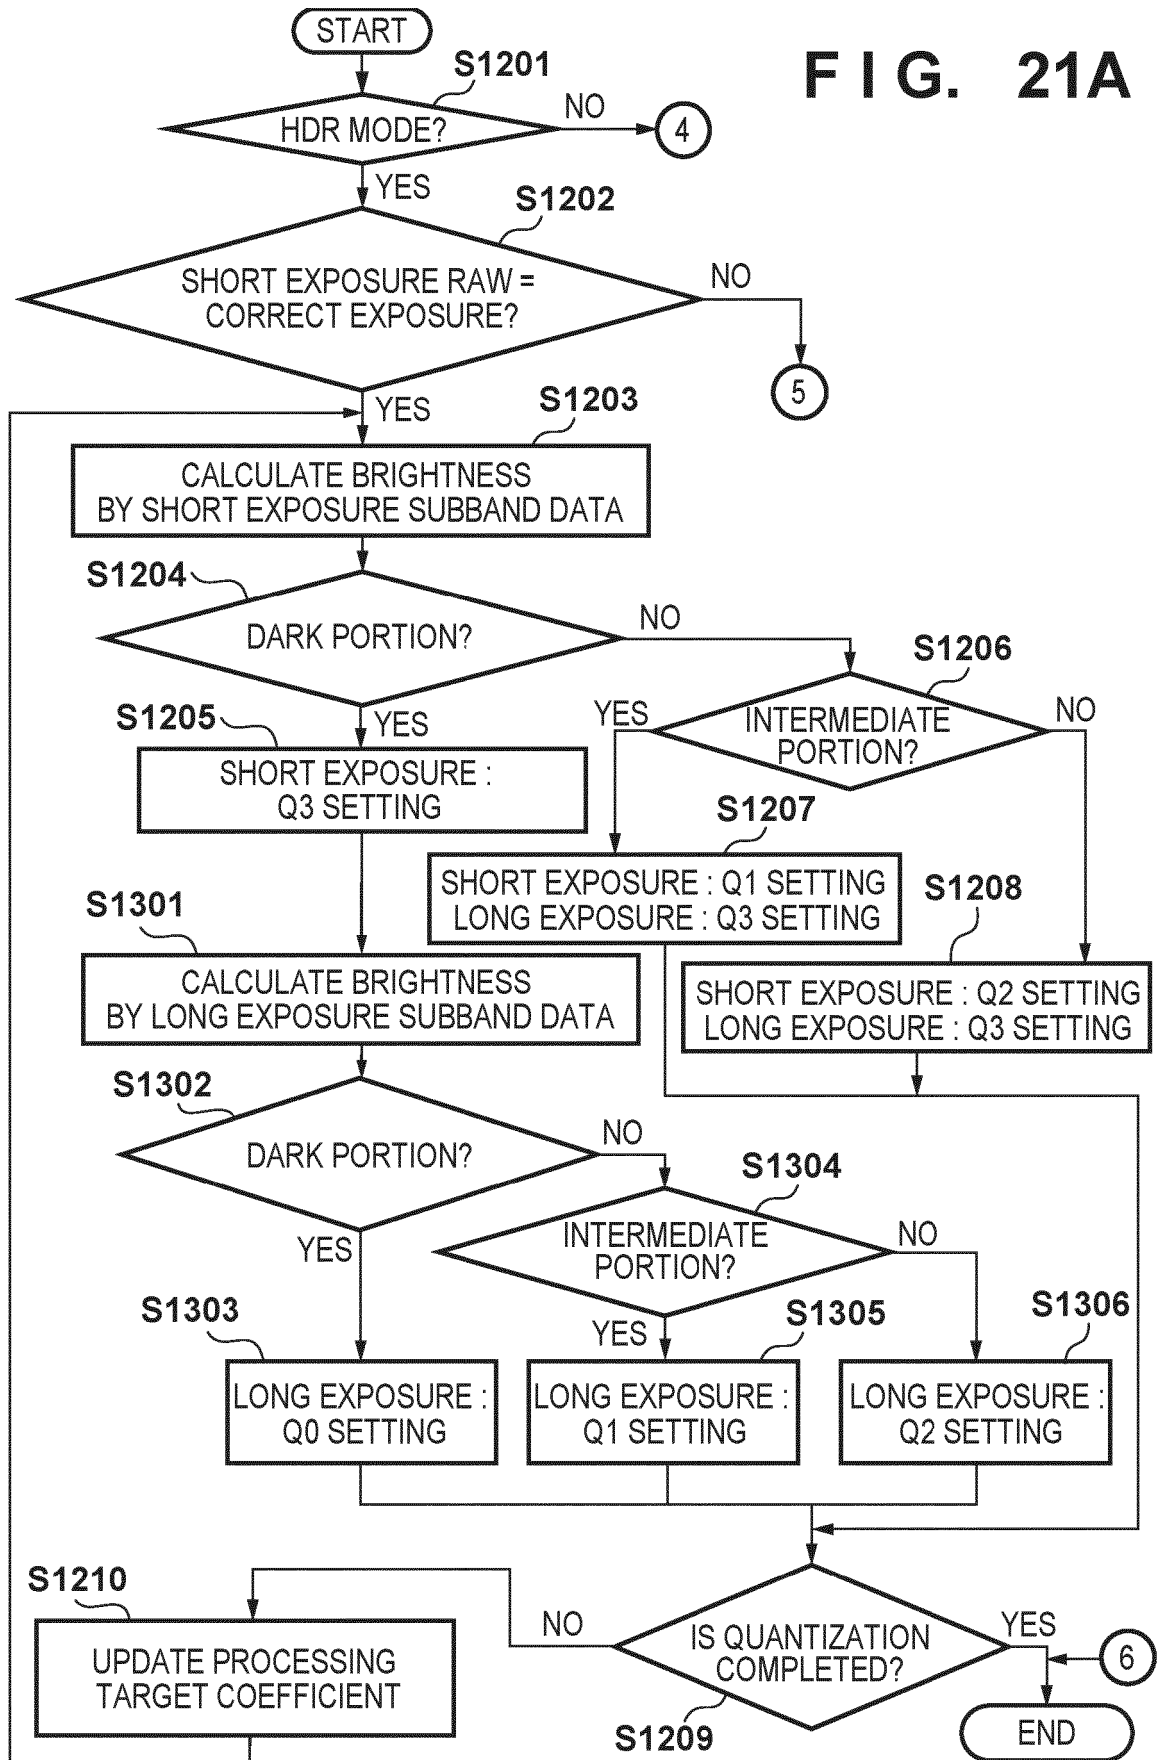 START
FIG. 21A
S1201
HDR MODE?
NO
4
YES
S1202
SHORT EXPOSURE RAW =
CORRECT EXPOSURE?
NO
5
YES
S1203
CALCULATE BRIGHTNESS
BY SHORT EXPOSURE SUBBAND DATA
S1204
DARK PORTION?
NO
S1206
INTERMEDIATE
PORTION?
YES
NO
YES
S1205
SHORT EXPOSURE :
Q3 SETTING
S1207
SHORT EXPOSURE : Q1 SETTING
LONG EXPOSURE : Q3 SETTING
S1208
SHORT EXPOSURE : Q2 SETTING
LONG EXPOSURE : Q3 SETTING
S1301
CALCULATE BRIGHTNESS
BY LONG EXPOSURE SUBBAND DATA
S1302
DARK PORTION?
NO
S1304
INTERMEDIATE
PORTION?
NO
YES
YES
S1303
LONG EXPOSURE :
Q0 SETTING
S1305
LONG EXPOSURE :
Q1 SETTING
S1306
LONG EXPOSURE :
Q2 SETTING
S1210
UPDATE PROCESSING
TARGET COEFFICIENT
NO
IS QUANTIZATION
COMPLETED?
S1209
YES
6
END